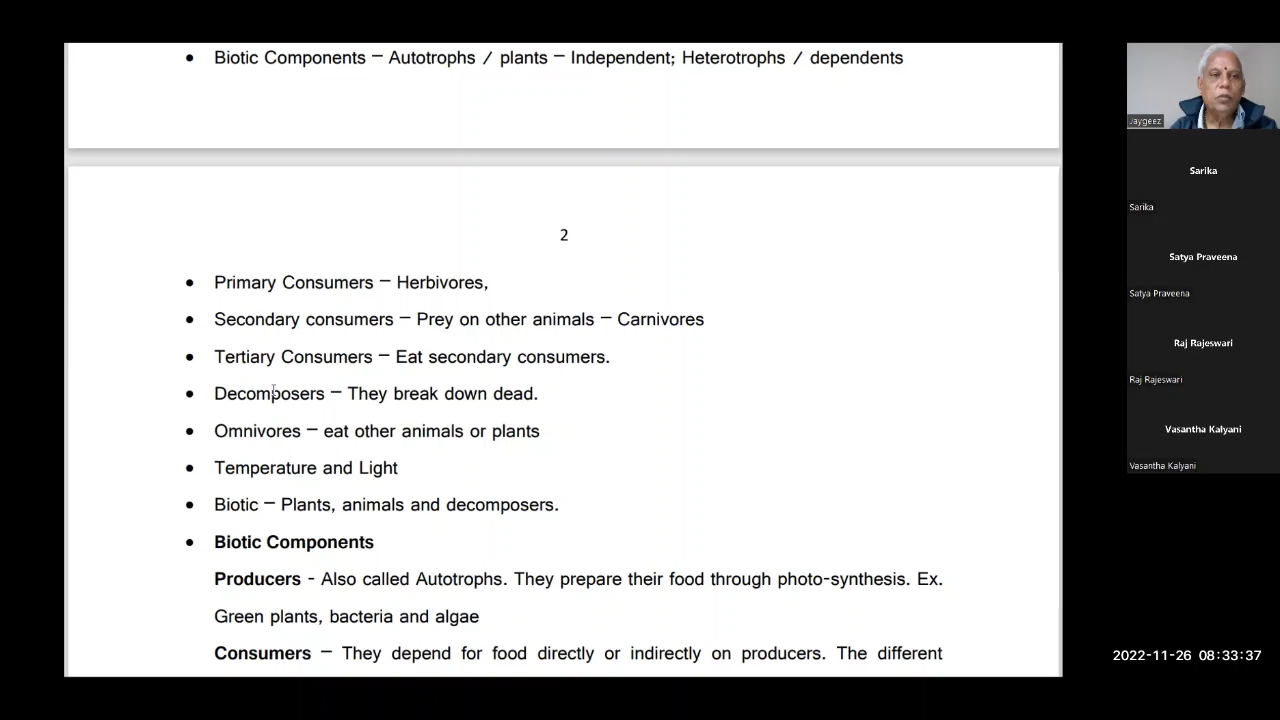 • Biotic Components – Autotrophs / plants – Independent; Heterotrophs / dependents
2
• Primary Consumers – Herbivores,
• Secondary consumers – Prey on other animals – Carnivores
• Tertiary Consumers – Eat secondary consumers.
• Decomposers – They break down dead.
• Omnivores – eat other animals or plants
• Temperature and Light
• Biotic – Plants, animals and decomposers.
• Biotic Components
Producers - Also called Autotrophs. They prepare their food through photo-synthesis. Ex.
Green plants, bacteria and algae
Consumers – They depend for food directly or indirectly on producers. The different
Jaygeez
Sarika
Sarika
Satya Praveena
Satya Praveena
Raj Rajeswari
Raj Rajeswari
Vasantha Kalyani
Vasantha Kalyani
2022-11-26 08:33:37